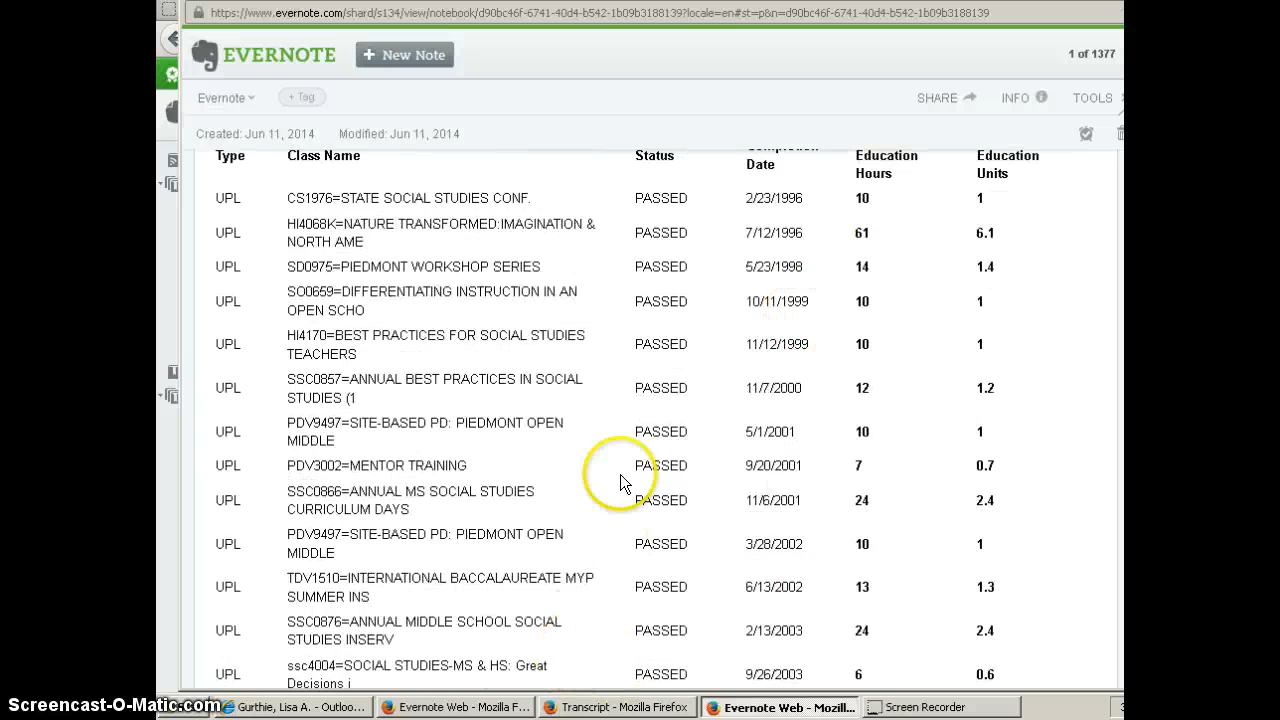 https://www.evernote.com/shard/s134/view/notebook/d90bc46f-6741-40d4-b542-1b09b3188139?locale=en#st=p&n=d90bc46f-6741-40d4-b542-1b09b3188139
EVERNOTE + New Note 1 of 1377
Evernote + Tag SHARE INFO TOOLS
Created: Jun 11, 2014 Modified: Jun 11, 2014
Type Class Name Status Completion Date Education Hours Education Units
UPL CS1976=STATE SOCIAL STUDIES CONF. PASSED 2/23/1996 10 1
UPL HI4068K=NATURE TRANSFORMED:IMAGINATION & NORTH AME PASSED 7/12/1996 61 6.1
UPL SD0975=PIEDMONT WORKSHOP SERIES PASSED 5/23/1998 14 1.4
UPL SO0659=DIFFERENTIATING INSTRUCTION IN AN OPEN SCHO PASSED 10/11/1999 10 1
UPL HI4170=BEST PRACTICES FOR SOCIAL STUDIES TEACHERS PASSED 11/12/1999 10 1
UPL SSC0857=ANNUAL BEST PRACTICES IN SOCIAL STUDIES (1 PASSED 11/7/2000 12 1.2
UPL PDV9497=SITE-BASED PD: PIEDMONT OPEN MIDDLE PASSED 5/1/2001 10 1
UPL PDV3002=MENTOR TRAINING PASSED 9/20/2001 7 0.7
UPL SSC0866=ANNUAL MS SOCIAL STUDIES CURRICULUM DAYS PASSED 11/6/2001 24 2.4
UPL PDV9497=SITE-BASED PD: PIEDMONT OPEN MIDDLE PASSED 3/28/2002 10 1
UPL TDV1510=INTERNATIONAL BACCALAUREATE MYP SUMMER INS PASSED 6/13/2002 13 1.3
UPL SSC0876=ANNUAL MIDDLE SCHOOL SOCIAL STUDIES INSERV PASSED 2/13/2003 24 2.4
UPL ssc4004=SOCIAL STUDIES-MS & HS: Great Decisions i PASSED 9/26/2003 6 0.6
Screencast-O-Matic.com Gurthie, Lisa A. - Outloo... Evernote Web - Mozilla F... Transcript - Mozilla Firefox Evernote Web - Mozill... Screen Recorder